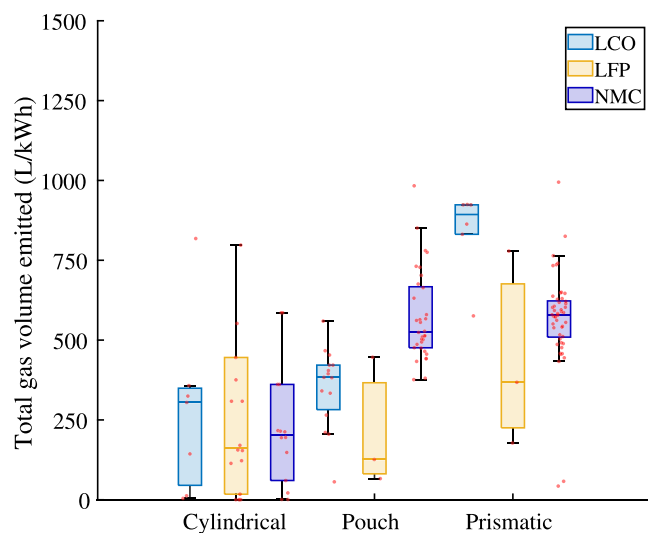 Total gas volume emitted (L/kWh)
1500
1250
1000
750
500
250
0
LCO
LFP
NMC
Cylindrical
Pouch
Prismatic